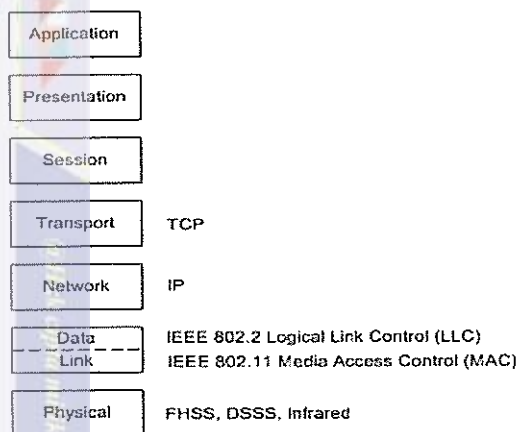 Application
Presentation
Session
Transport TCP
Network IP
Data IEEE 802.2 Logical Link Control (LLC)
Link IEEE 802.11 Media Access Control (MAC)
Physical FHSS, DSSS, Infrared